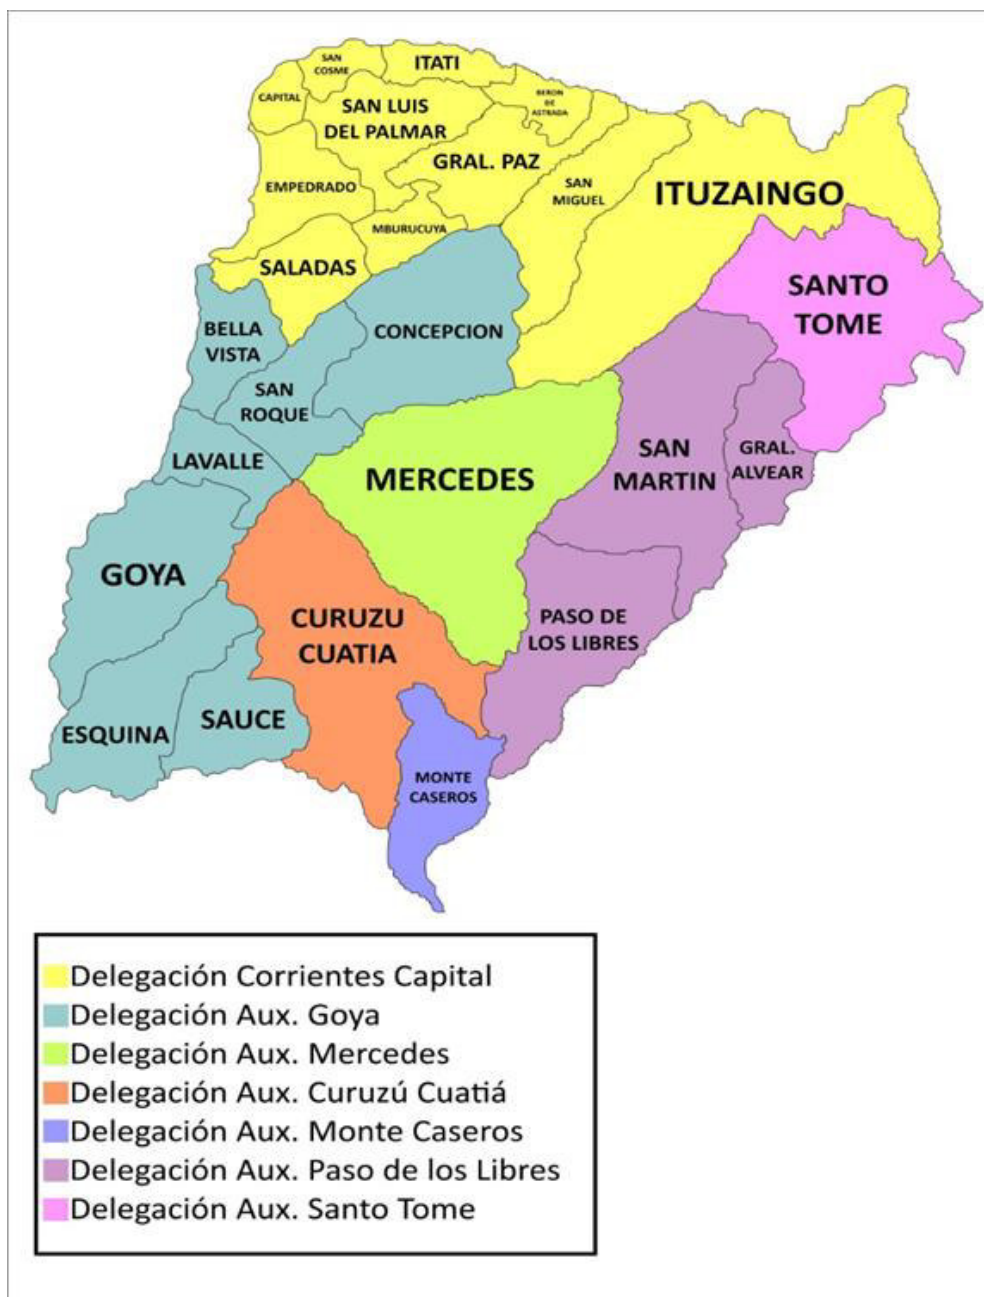 SAN
COSME
ITATI
CAPITAL
BERON
DE
ASTRADA
SAN LUIS
DEL PALMAR
GRAL. PAZ
EMPEDRADO
SAN
MIGUEL
ITUZAINGO
MBURUCUYA
SALADAS
SANTO
TOME
BELLA
VISTA
CONCEPCION
SAN
ROQUE
LAVALLE
MERCEDES
SAN
MARTIN
GRAL.
ALVEAR
GOYA
CURUZU
CUATIA
PASO DE
LOS LIBRES
ESQUINA
SAUCE
MONTE
CASEROS
Delegación Corrientes Capital
Delegación Aux. Goya
Delegación Aux. Mercedes
Delegación Aux. Curuzú Cuatiá
Delegación Aux. Monte Caseros
Delegación Aux. Paso de los Libres
Delegación Aux. Santo Tome